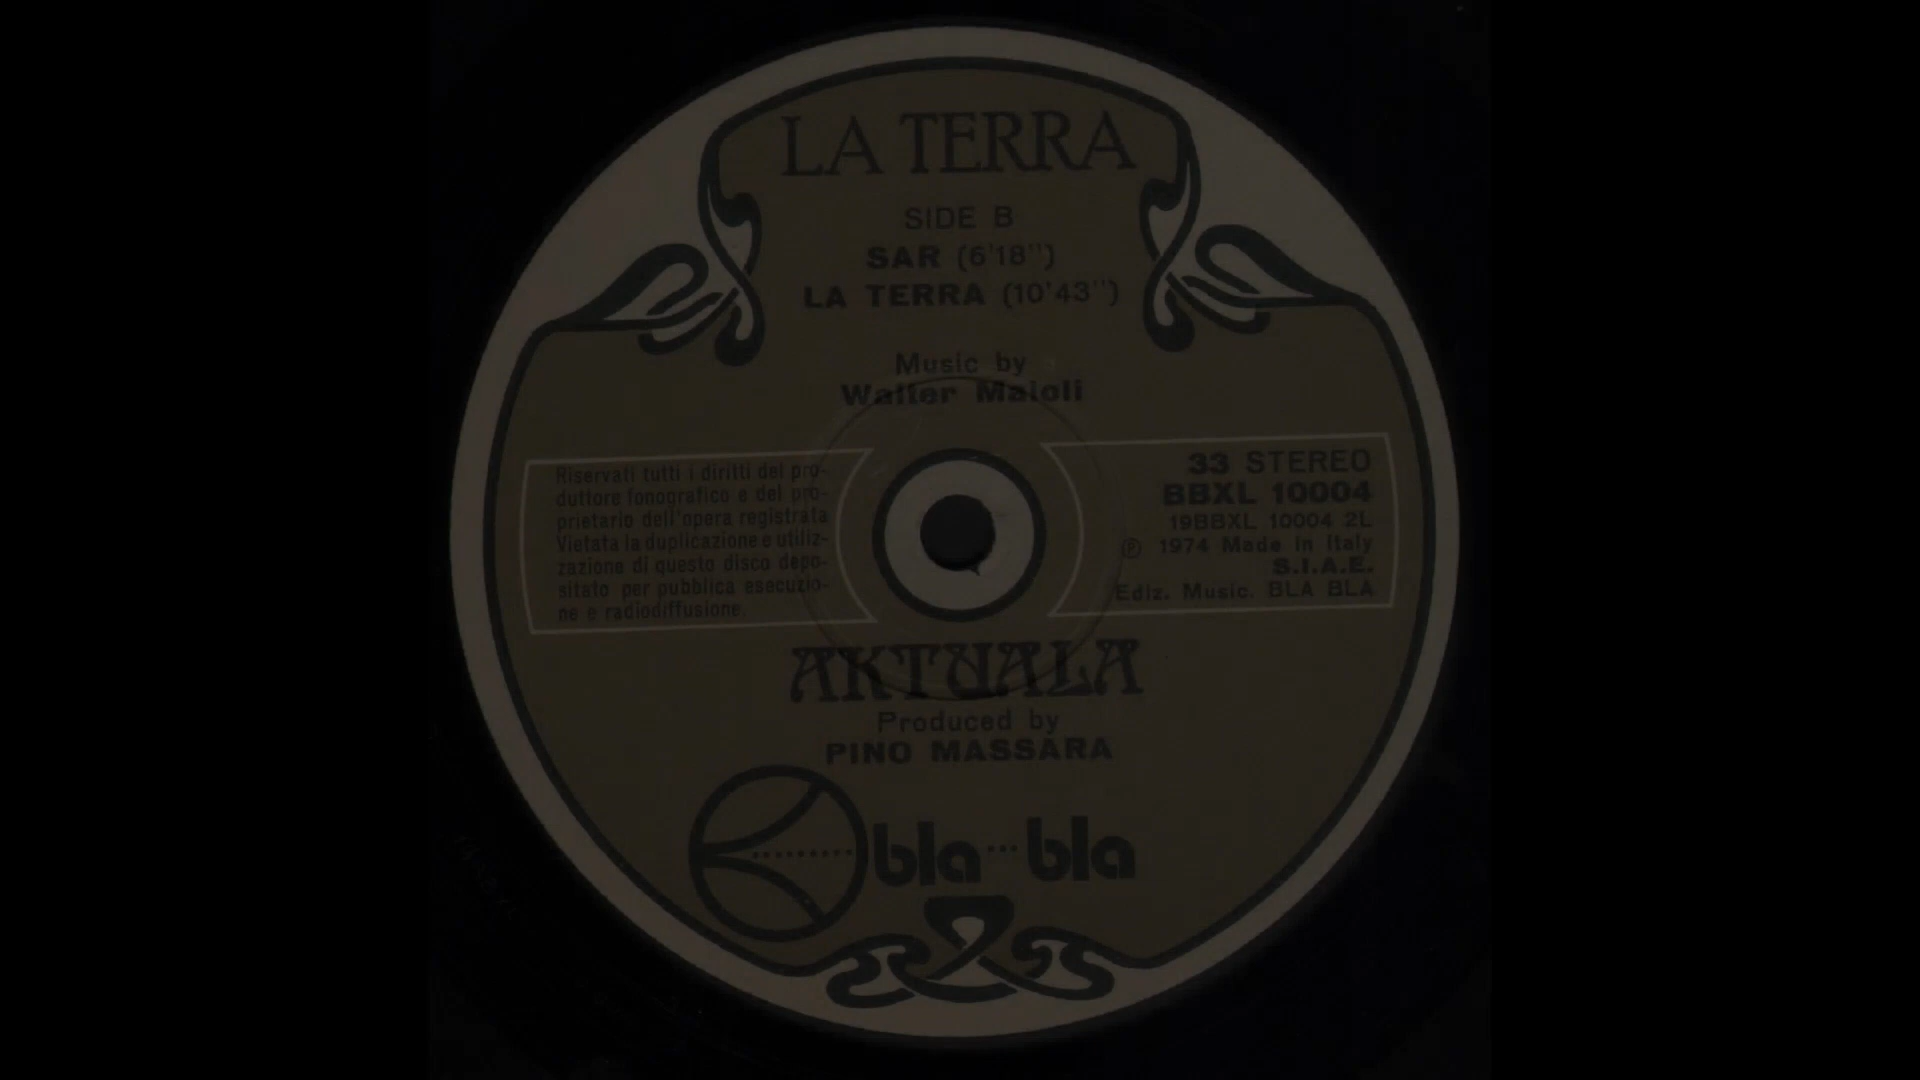 LA TERRA
SIDE B
SAR (6'18")
LA TERRA (10'43")
Music by
Walter Maioli
Riservati tutti i diritti del pro-
duttore fonografico e del pro-
prietario dell'opera registrata
Vietata la duplicazione e utiliz-
zazione di questo disco depo-
sitato per pubblica esecuzio-
ne e radiodiffusione.
33 STEREO
BBXL 10004
19BBXL 10004 2L
Ⓟ 1974 Made in Italy
S.I.A.E.
Ediz. Music. BLA BLA
AKTUALA
Produced by
PINO MASSARA
bla···bla